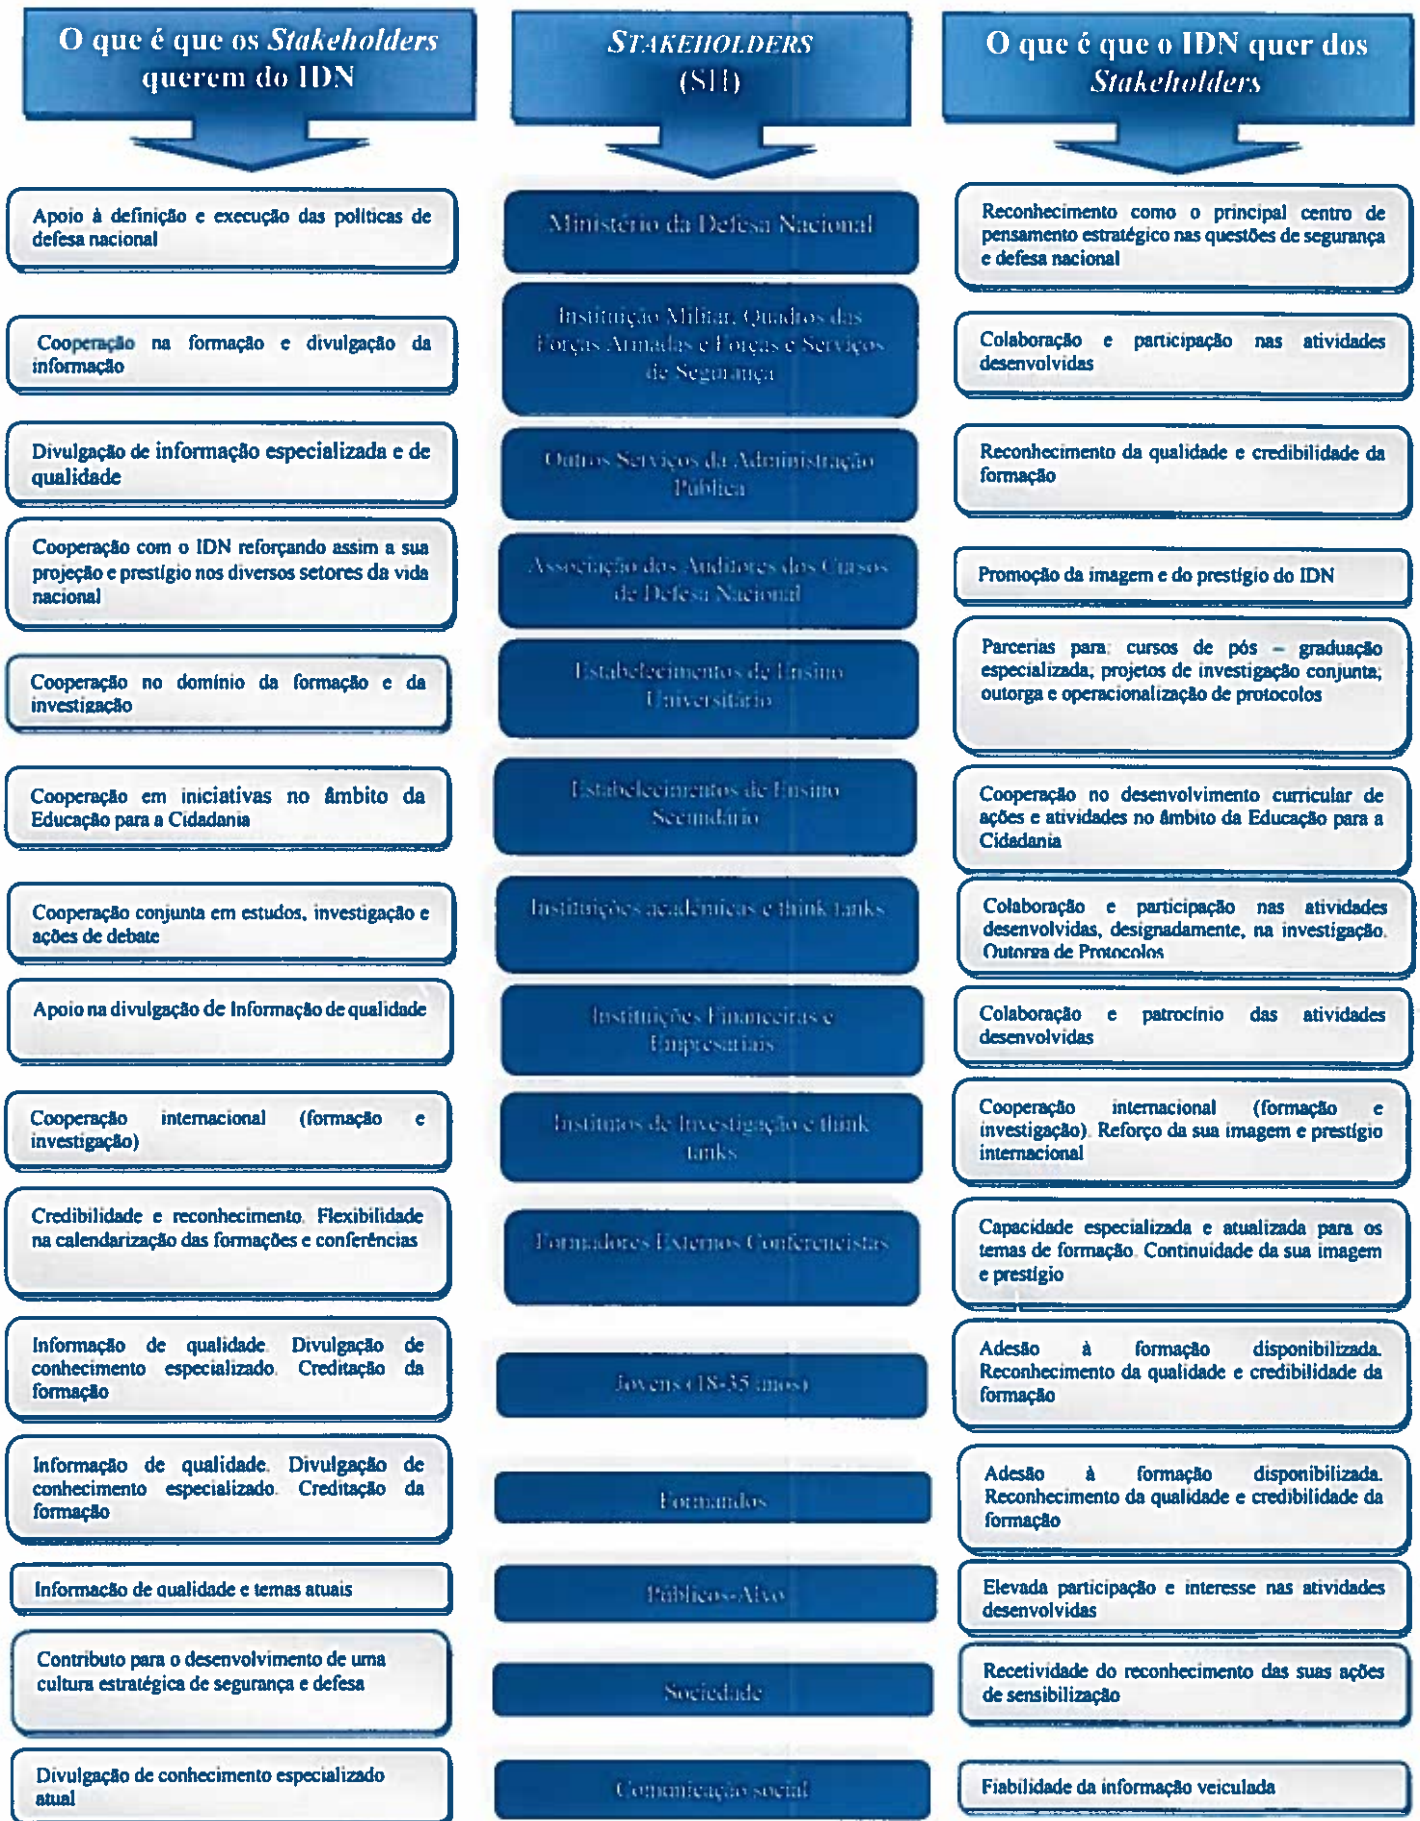 O que é que os Stakeholders
querem do IDN
STAKEHOLDERS
(SH)
O que é que o IDN quer dos
Stakeholders
Apoio à definição e execução das políticas de
defesa nacional
Ministério da Defesa Nacional
Reconhecimento como o principal centro de
pensamento estratégico nas questões de segurança
e defesa nacional
Cooperação na formação e divulgação da
informação
Instituição Militar, Quadros das
Forças Armadas e Forças e Serviços
de Segurança
Colaboração e participação nas atividades
desenvolvidas
Divulgação de informação especializada e de
qualidade
Outros Serviços da Administração
Pública
Reconhecimento da qualidade e credibilidade da
formação
Cooperação com o IDN reforçando assim a sua
projeção e prestígio nos diversos setores da vida
nacional
Associação dos Auditores dos Cursos
de Defesa Nacional
Promoção da imagem e do prestígio do IDN
Cooperação no domínio da formação e da
investigação
Estabelecimentos de Ensino
Universitário
Parcerias para: cursos de pós – graduação
especializada; projetos de investigação conjunta;
outorga e operacionalização de protocolos
Cooperação em iniciativas no âmbito da
Educação para a Cidadania
Estabelecimentos de Ensino
Secundário
Cooperação no desenvolvimento curricular de
ações e atividades no âmbito da Educação para a
Cidadania
Cooperação conjunta em estudos, investigação e
ações de debate
Instituições académicas e think tanks
Colaboração e participação nas atividades
desenvolvidas, designadamente, na investigação.
Outorga de Protocolos
Apoio na divulgação de Informação de qualidade
Instituições Financeiras e
Empresariais
Colaboração e patrocínio das atividades
desenvolvidas
Cooperação internacional (formação e
investigação)
Institutos de Investigação e think
tanks
Cooperação internacional (formação e
investigação). Reforço da sua imagem e prestígio
internacional
Credibilidade e reconhecimento. Flexibilidade
na calendarização das formações e conferências
Formadores Externos Conferencistas
Capacidade especializada e atualizada para os
temas de formação. Continuidade da sua imagem
e prestígio
Informação de qualidade. Divulgação de
conhecimento especializado. Creditação da
formação
Jovens (18-35 anos)
Adesão à formação disponibilizada.
Reconhecimento da qualidade e credibilidade da
formação
Informação de qualidade. Divulgação de
conhecimento especializado. Creditação da
formação
Formandos
Adesão à formação disponibilizada.
Reconhecimento da qualidade e credibilidade da
formação
Informação de qualidade e temas atuais
Públicos-Alvo
Elevada participação e interesse nas atividades
desenvolvidas
Contributo para o desenvolvimento de uma
cultura estratégica de segurança e defesa
Sociedade
Recetividade do reconhecimento das suas ações
de sensibilização
Divulgação de conhecimento especializado
atual
Comunicação social
Fiabilidade da informação veiculada